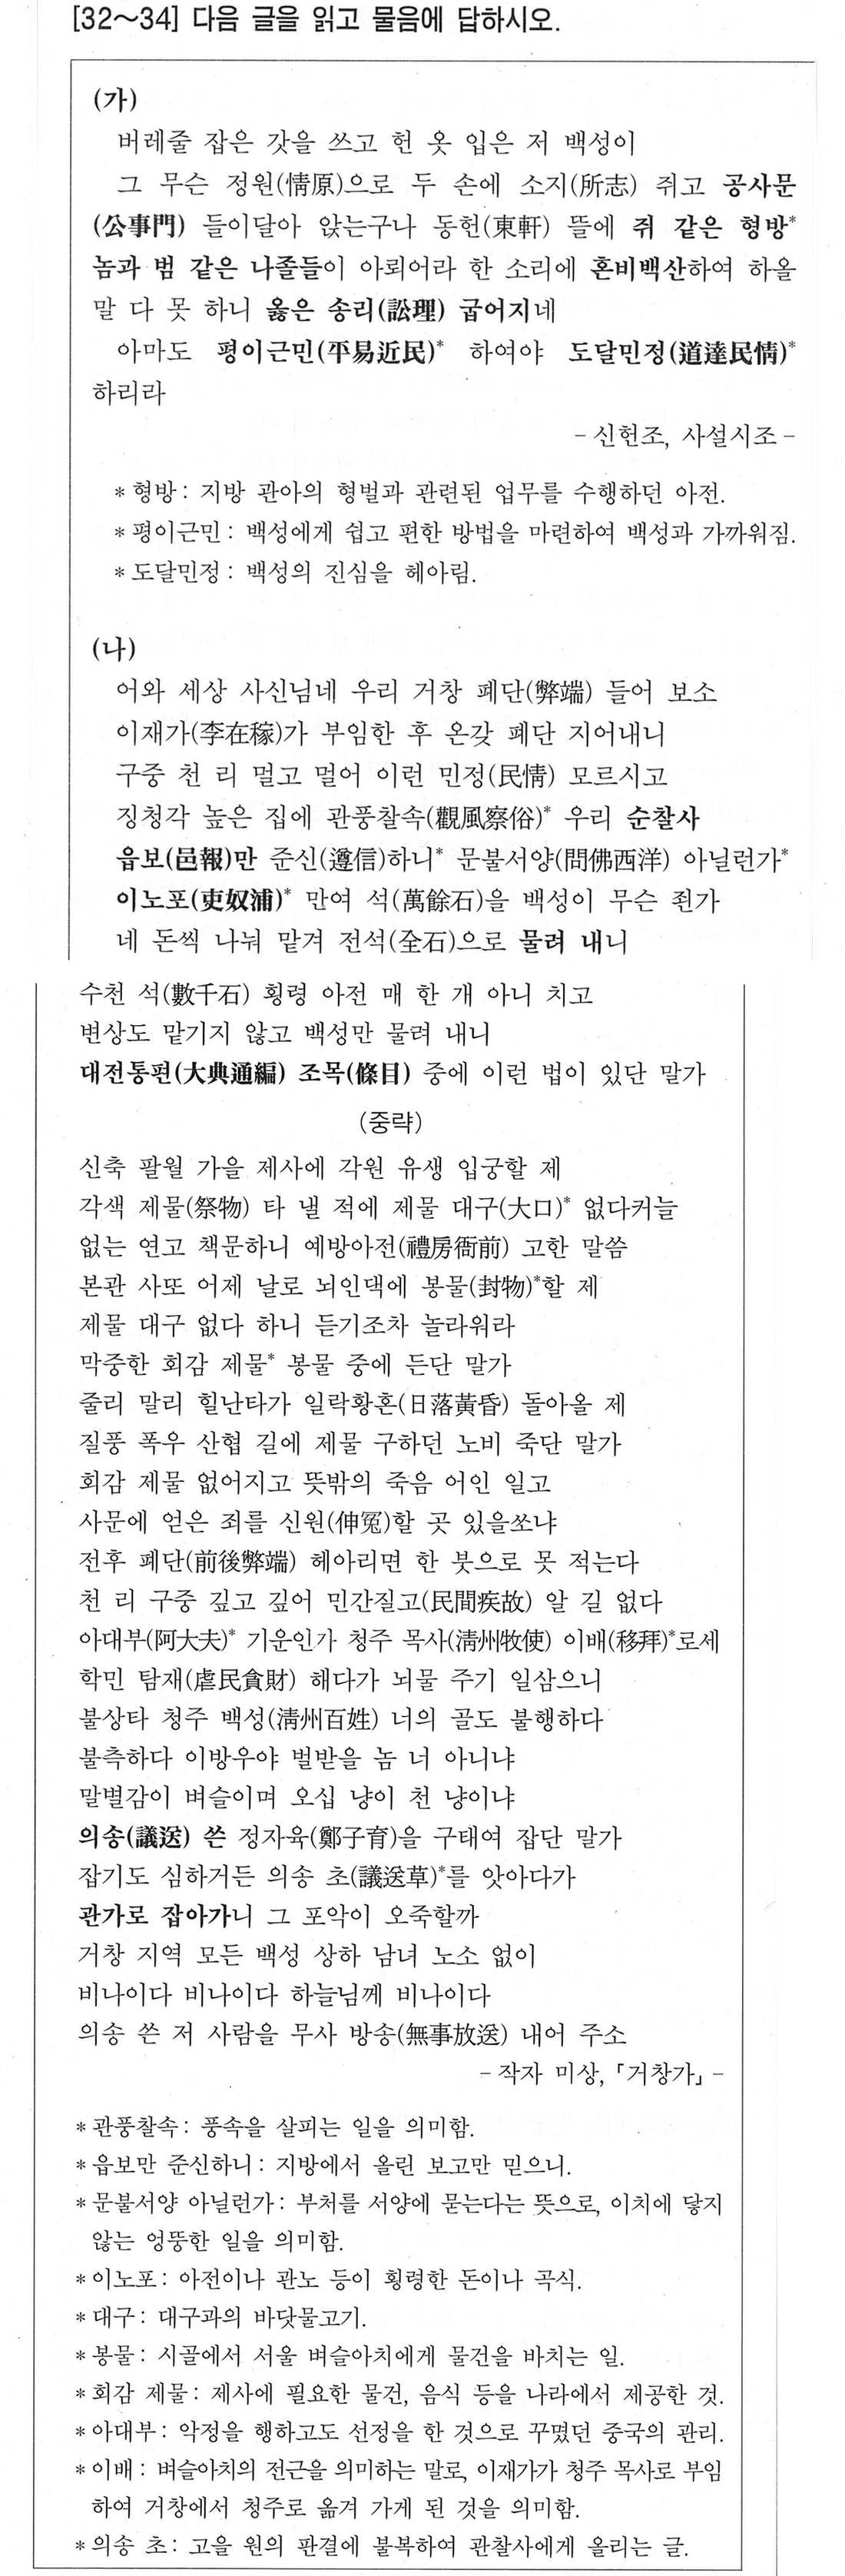 [32~34] 다음 글을 읽고 물음에 답하시오.
(가)
버레줄 잡은 갓을 쓰고 헌 옷 입은 저 백성이
그 무슨 정원(情原)으로 두 손에 소지(所志) 쥐고 공사문
(公事門) 들이달아 앉는구나 동헌(東軒) 뜰에 쥐 같은 형방*
놈과 범 같은 나졸들이 아뢰어라 한 소리에 혼비백산하여 하올
말 다 못 하니 옳은 송리(訟理) 굽어지네
아마도 평이근민(平易近民)* 하여야 도달민정(道達民情)*
하리라
- 신헌조, 사설시조 -
* 형방 : 지방 관아의 형벌과 관련된 업무를 수행하던 아전.
* 평이근민 : 백성에게 쉽고 편한 방법을 마련하여 백성과 가까워짐.
* 도달민정 : 백성의 진심을 헤아림.
(나)
어와 세상 사신님네 우리 거창 폐단(弊端) 들어 보소
이재가(李在稼)가 부임한 후 온갖 폐단 지어내니
구중 천 리 멀고 멀어 이런 민정(民情) 모르시고
징청각 높은 집에 관풍찰속(觀風察俗)* 우리 순찰사
읍보(邑報)만 준신(遵信)하니* 문불서양(問佛西洋) 아닐런가*
이노포(吏奴逋)* 만여 석(萬餘石)을 백성이 무슨 죈가
네 돈씩 나눠 맡겨 전석(全石)으로 물려 내니
수천 석(數千石) 횡령 아전 매 한 개 아니 치고
변상도 맡기지 않고 백성만 물려 내니
대전통편(大典通編) 조목(條目) 중에 이런 법이 있단 말가
(중략)
신축 팔월 가을 제사에 각원 유생 입궁할 제
각색 제물(祭物) 타 낼 적에 제물 대구(大口)* 없다커늘
없는 연고 책문하니 예방아전(禮房衙前) 고한 말씀
본관 사또 어제 날로 뇌인댁에 봉물(封物)*할 제
제물 대구 없다 하니 듣기조차 놀라워라
막중한 회감 제물* 봉물 중에 든단 말가
줄리 말리 힐난타가 일락황혼(日落黃昏) 돌아올 제
질풍 폭우 산협 길에 제물 구하던 노비 죽단 말가
회감 제물 없어지고 뜻밖의 죽음 어인 일고
사문에 얻은 죄를 신원(伸冤)할 곳 있을쏘냐
전후 폐단(前後弊端) 헤아리면 한 붓으로 못 적는다
천 리 구중 깊고 깊어 민간질고(民間疾故) 알 길 없다
아대부(阿大夫)* 기운인가 청주 목사(淸州牧使) 이배(移拜)*로세
학민 탐재(虐民貪財) 해다가 뇌물 주기 일삼으니
불상타 청주 백성(淸州百姓) 너의 골도 불행하다
불측하다 이방우야 벌받을 놈 너 아니냐
말별감이 벼슬이며 오십 냥이 천 냥이냐
의송(議送) 쓴 정자육(鄭子育)을 구태여 잡단 말가
잡기도 심하거든 의송 초(議送草)*를 앗아다가
관가로 잡아가니 그 포악이 오죽할까
거창 지역 모든 백성 상하 남녀 노소 없이
비나이다 비나이다 하늘님께 비나이다
의송 쓴 저 사람을 무사 방송(無事放送) 내어 주소
- 작자 미상, 「거창가」 -
* 관풍찰속 : 풍속을 살피는 일을 의미함.
* 읍보만 준신하니 : 지방에서 올린 보고만 믿으니.
* 문불서양 아닐런가 : 부처를 서양에 묻는다는 뜻으로, 이치에 닿지
않는 엉뚱한 일을 의미함.
* 이노포 : 아전이나 관노 등이 횡령한 돈이나 곡식.
* 대구 : 대구과의 바닷물고기.
* 봉물 : 시골에서 서울 벼슬아치에게 물건을 바치는 일.
* 회감 제물 : 제사에 필요한 물건, 음식 등을 나라에서 제공한 것.
* 아대부 : 악정을 행하고도 선정을 한 것으로 꾸몄던 중국의 관리.
* 이배 : 벼슬아치의 전근을 의미하는 말로, 이재가가 청주 목사로 부임
하여 거창에서 청주로 옮겨 가게 된 것을 의미함.
* 의송 초 : 고을 원의 판결에 불복하여 관찰사에게 올리는 글.